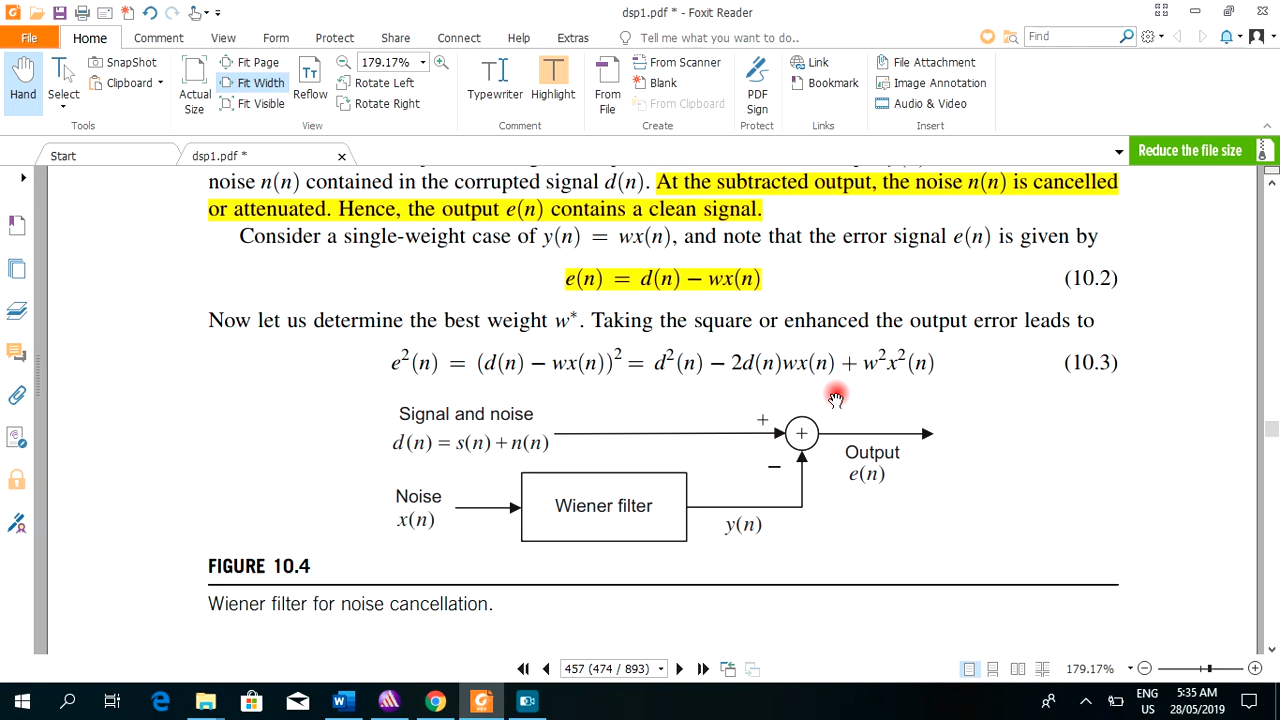 dsp1.pdf * - Foxit Reader
File Home Comment View Form Protect Share Connect Help Extras Tell me what you want to do.. Find
Hand Select SnapShot Clipboard Actual Size Fit Page Fit Width Fit Visible Reflow 179.17% Rotate Left Rotate Right Typewriter Highlight From File From Scanner Blank From Clipboard PDF Sign Link Bookmark File Attachment Image Annotation Audio & Video
Tools View Comment Create Protect Links Insert
Start dsp1.pdf * Reduce the file size
noise n(n) contained in the corrupted signal d(n). At the subtracted output, the noise n(n) is cancelled
or attenuated. Hence, the output e(n) contains a clean signal.
Consider a single-weight case of y(n) = wx(n), and note that the error signal e(n) is given by
e(n) = d(n) − wx(n) (10.2)
Now let us determine the best weight w*. Taking the square or enhanced the output error leads to
e²(n) = (d(n) − wx(n))² = d²(n) − 2d(n)wx(n) + w²x²(n) (10.3)
Signal and noise
d(n) = s(n) + n(n)
+
+
−
Output
e(n)
Noise
x(n)
Wiener filter
y(n)
FIGURE 10.4
Wiener filter for noise cancellation.
457 (474 / 893) 179.17%
ENG 5:35 AM
US 28/05/2019